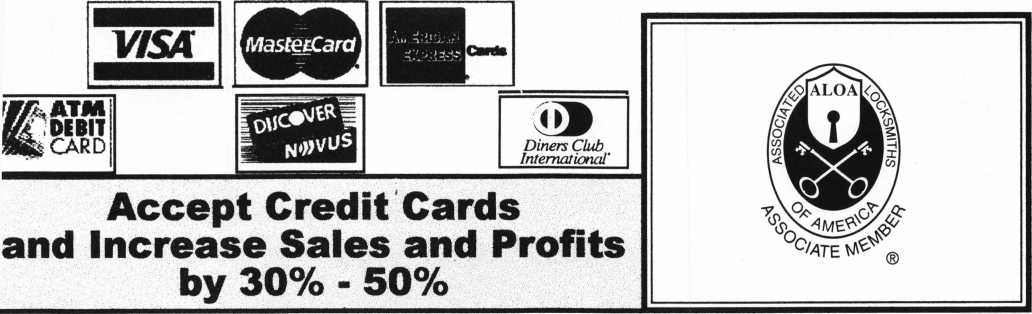 VISA
MasterCard
AMERICAN
EXPRESS
Cards
ATM
DEBIT
CARD
DISCOVER
NOVUS
Diners Club
International
Accept Credit Cards
and Increase Sales and Profits
by 30% - 50%
ALOA
ASSOCIATED LOCKSMITHS
OF AMERICA
ASSOCIATE MEMBER
®